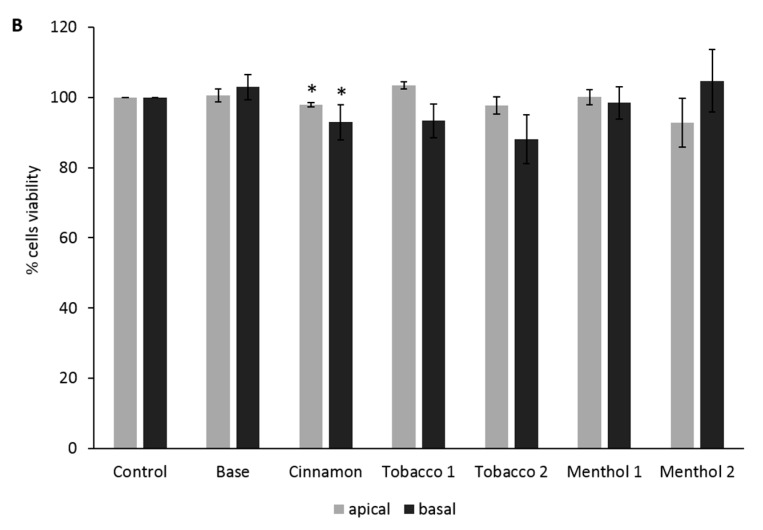 B
120
100
80
60
40
20
0
% cells viability
* *
Control Base Cinnamon Tobacco 1 Tobacco 2 Menthol 1 Menthol 2
apical basal